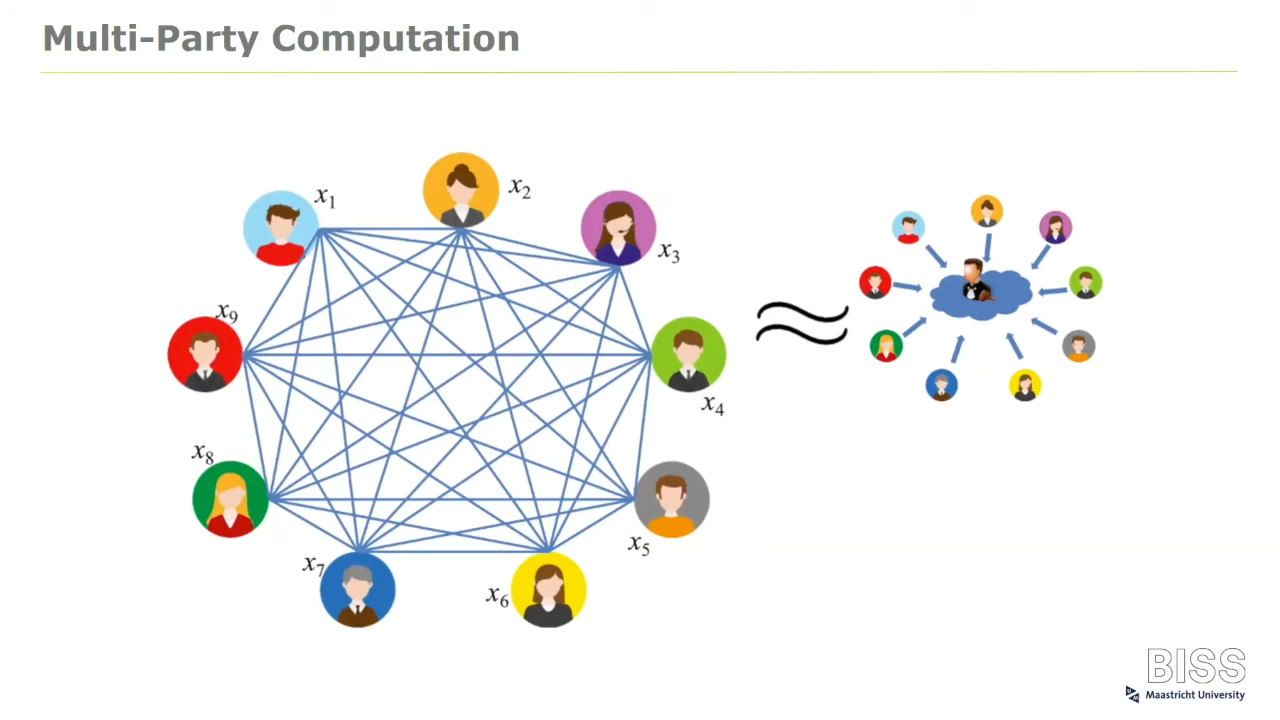 Multi-Party Computation
x1
x2
x3
x9
x4
x8
x5
x7
x6
BISS
Maastricht University